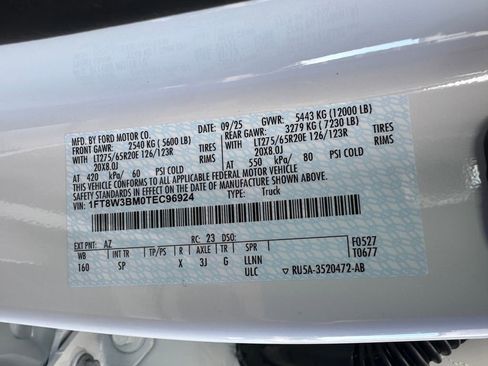 MFD. BY FORD MOTOR CO. 09/25 GVWR: 5443 KG (12000 LB)
FRONT GAWR: 2540 KG ( 5600 LB) REAR GAWR: 3279 KG ( 7230 LB)
WITH LT275/65R20E 126/123R TIRES WITH LT275/65R20E 126/123R TIRES
20X8.0J RIMS 20X8.0J RIMS
AT 420 kPa/ 60 PSI COLD AT 550 kPa/ 80 PSI COLD
THIS VEHICLE CONFORMS TO ALL APPLICABLE FEDERAL MOTOR VEHICLE
SAFETY STANDARDS IN EFFECT ON THE DATE OF MANUFACTURE SHOWN ABOVE.
VIN: 1FT8W3BM0TEC96924 TYPE: Truck
EXT PNT: AZ RC: 23 DSO: F0527
WB INT TR TP/PS R AXLE TR SPR T0677
160 SP X 3J G LLNN
ULC RU5A-3520472-AB